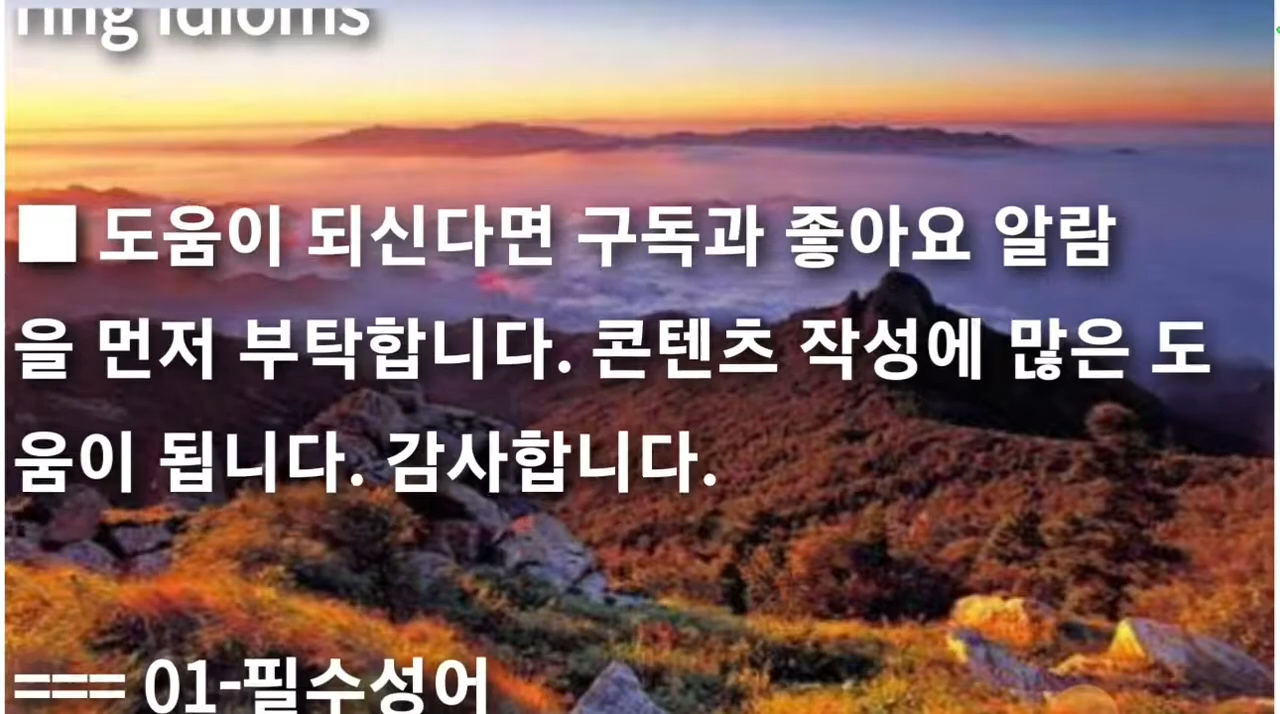 ring Idioms
■ 도움이 되신다면 구독과 좋아요 알람
을 먼저 부탁합니다. 콘텐츠 작성에 많은 도
움이 됩니다. 감사합니다.
=== 01-필수성어